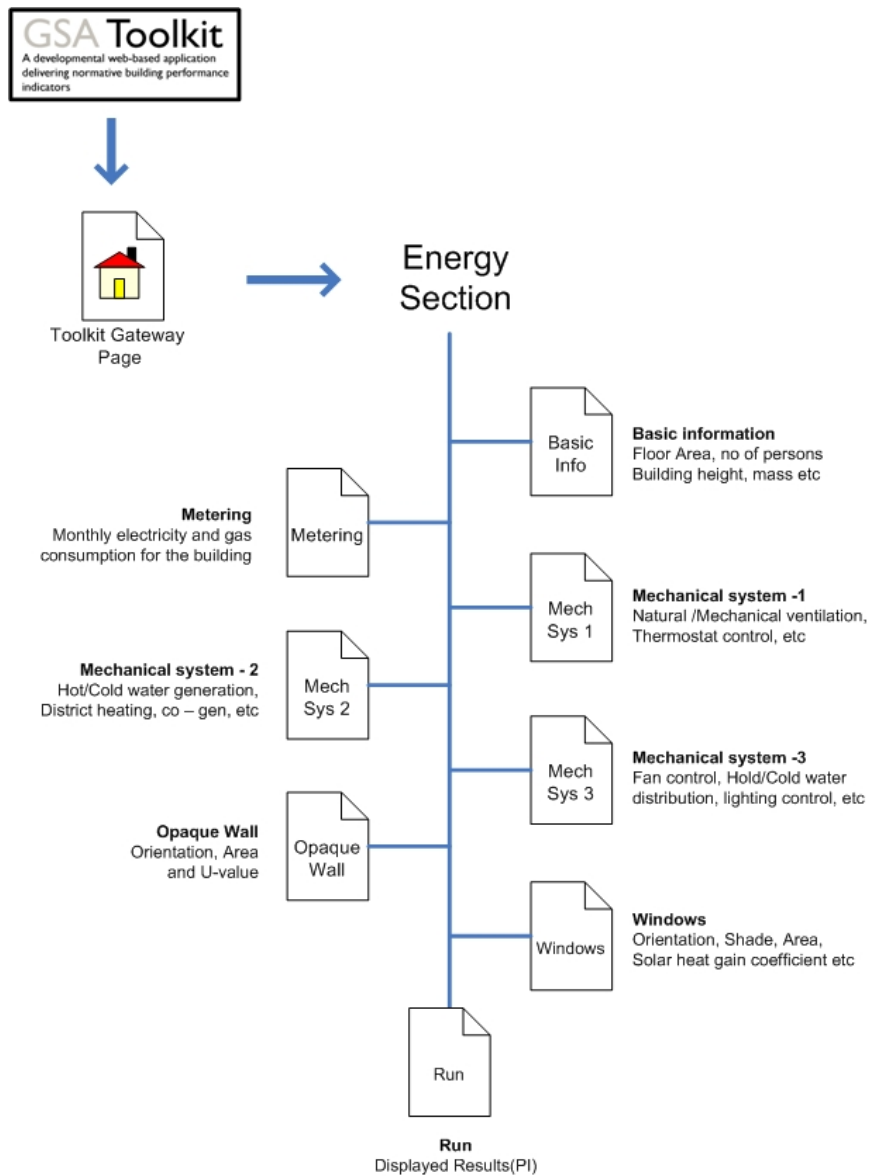 GSA Toolkit
A developmental web-based application
delivering normative building performance
indicators
Toolkit Gateway
Page
Energy
Section
Basic
Info
Basic information
Floor Area, no of persons
Building height, mass etc
Metering
Monthly electricity and gas
consumption for the building
Metering
Mech
Sys 1
Mechanical system -1
Natural /Mechanical ventilation,
Thermostat control, etc
Mechanical system - 2
Hot/Cold water generation,
District heating, co – gen, etc
Mech
Sys 2
Mech
Sys 3
Mechanical system -3
Fan control, Hold/Cold water
distribution, lighting control, etc
Opaque Wall
Orientation, Area
and U-value
Opaque
Wall
Windows
Windows
Orientation, Shade, Area,
Solar heat gain coefficient etc
Run
Run
Displayed Results(PI)